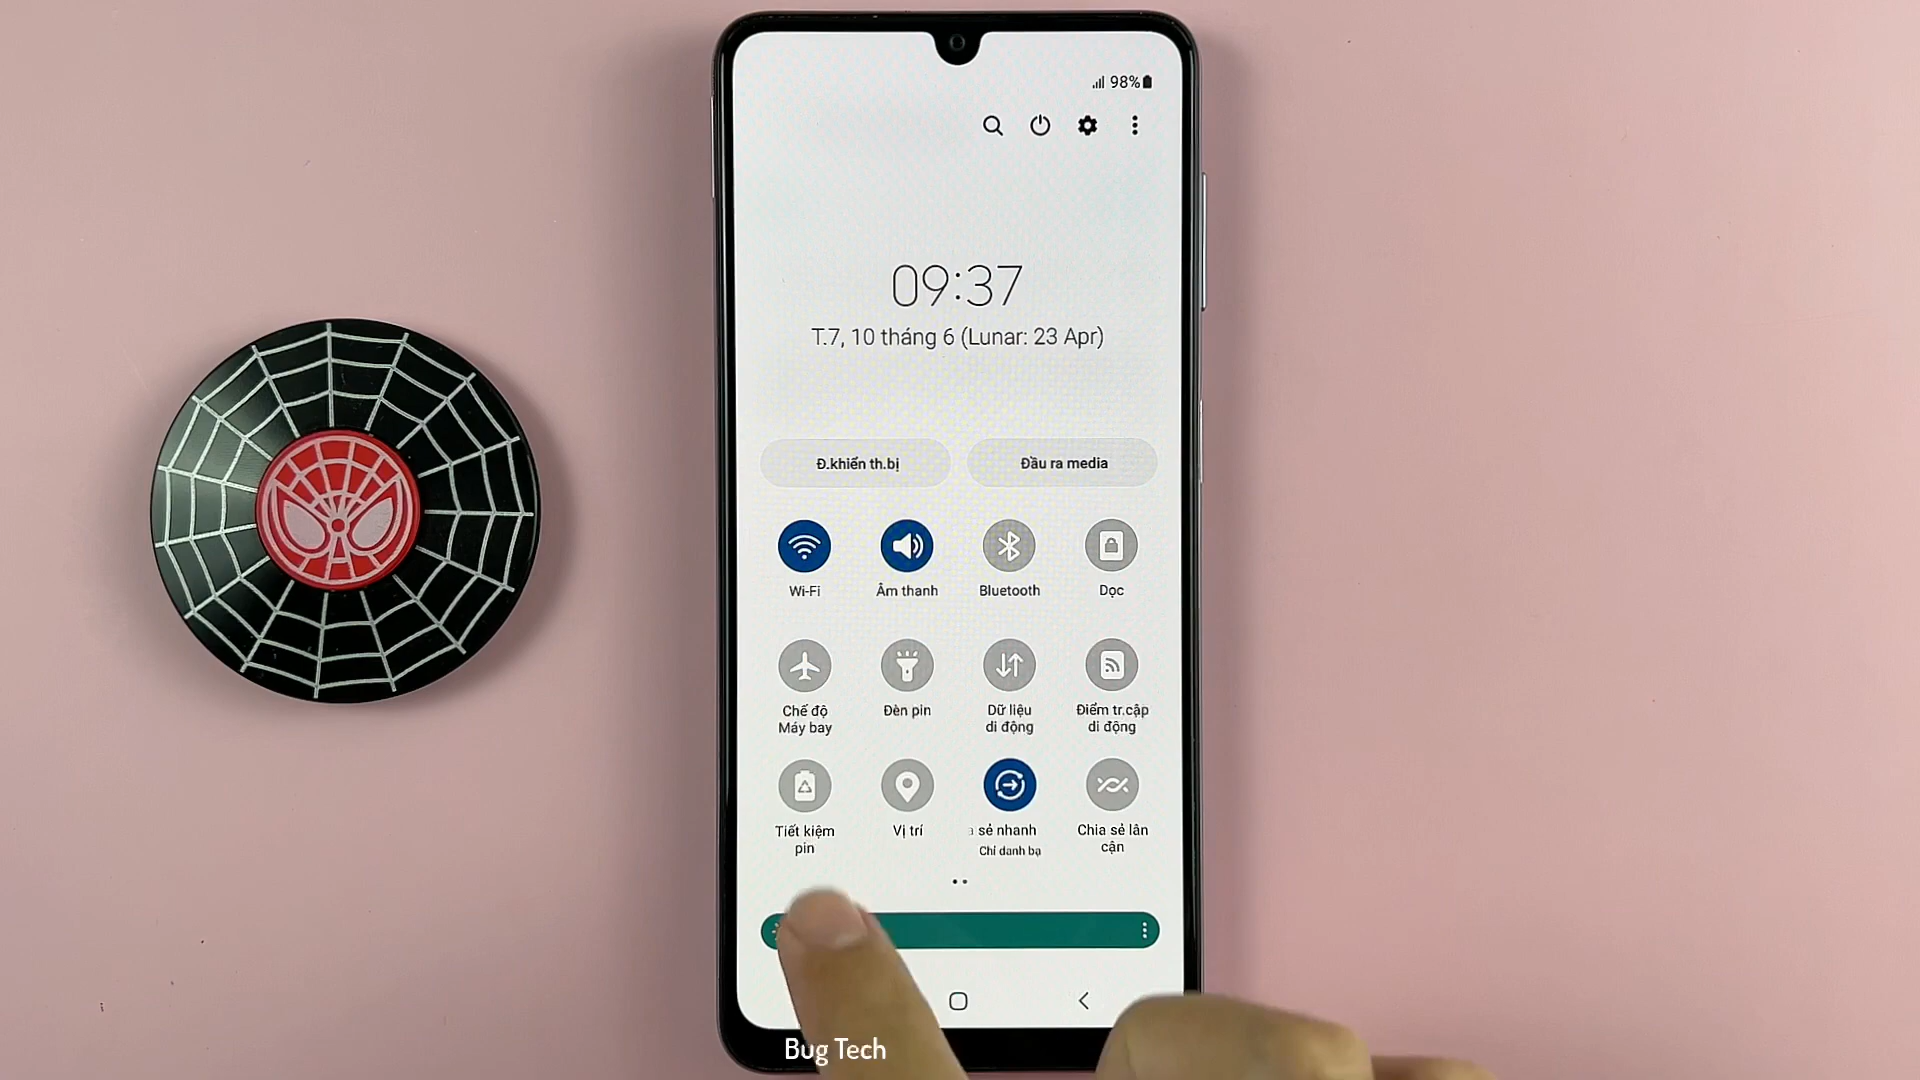 98%
09:37
T.7, 10 tháng 6 (Lunar: 23 Apr)
Đ.khiển th.bị
Đầu ra media
Wi-Fi
Âm thanh
Bluetooth
Dọc
Chế độ
Máy bay
Đèn pin
Dữ liệu
di động
Điểm tr.cập
di động
Tiết kiệm
pin
Vị trí
a sẻ nhanh
Chỉ danh bạ
Chia sẻ lân
cận
Bug Tech